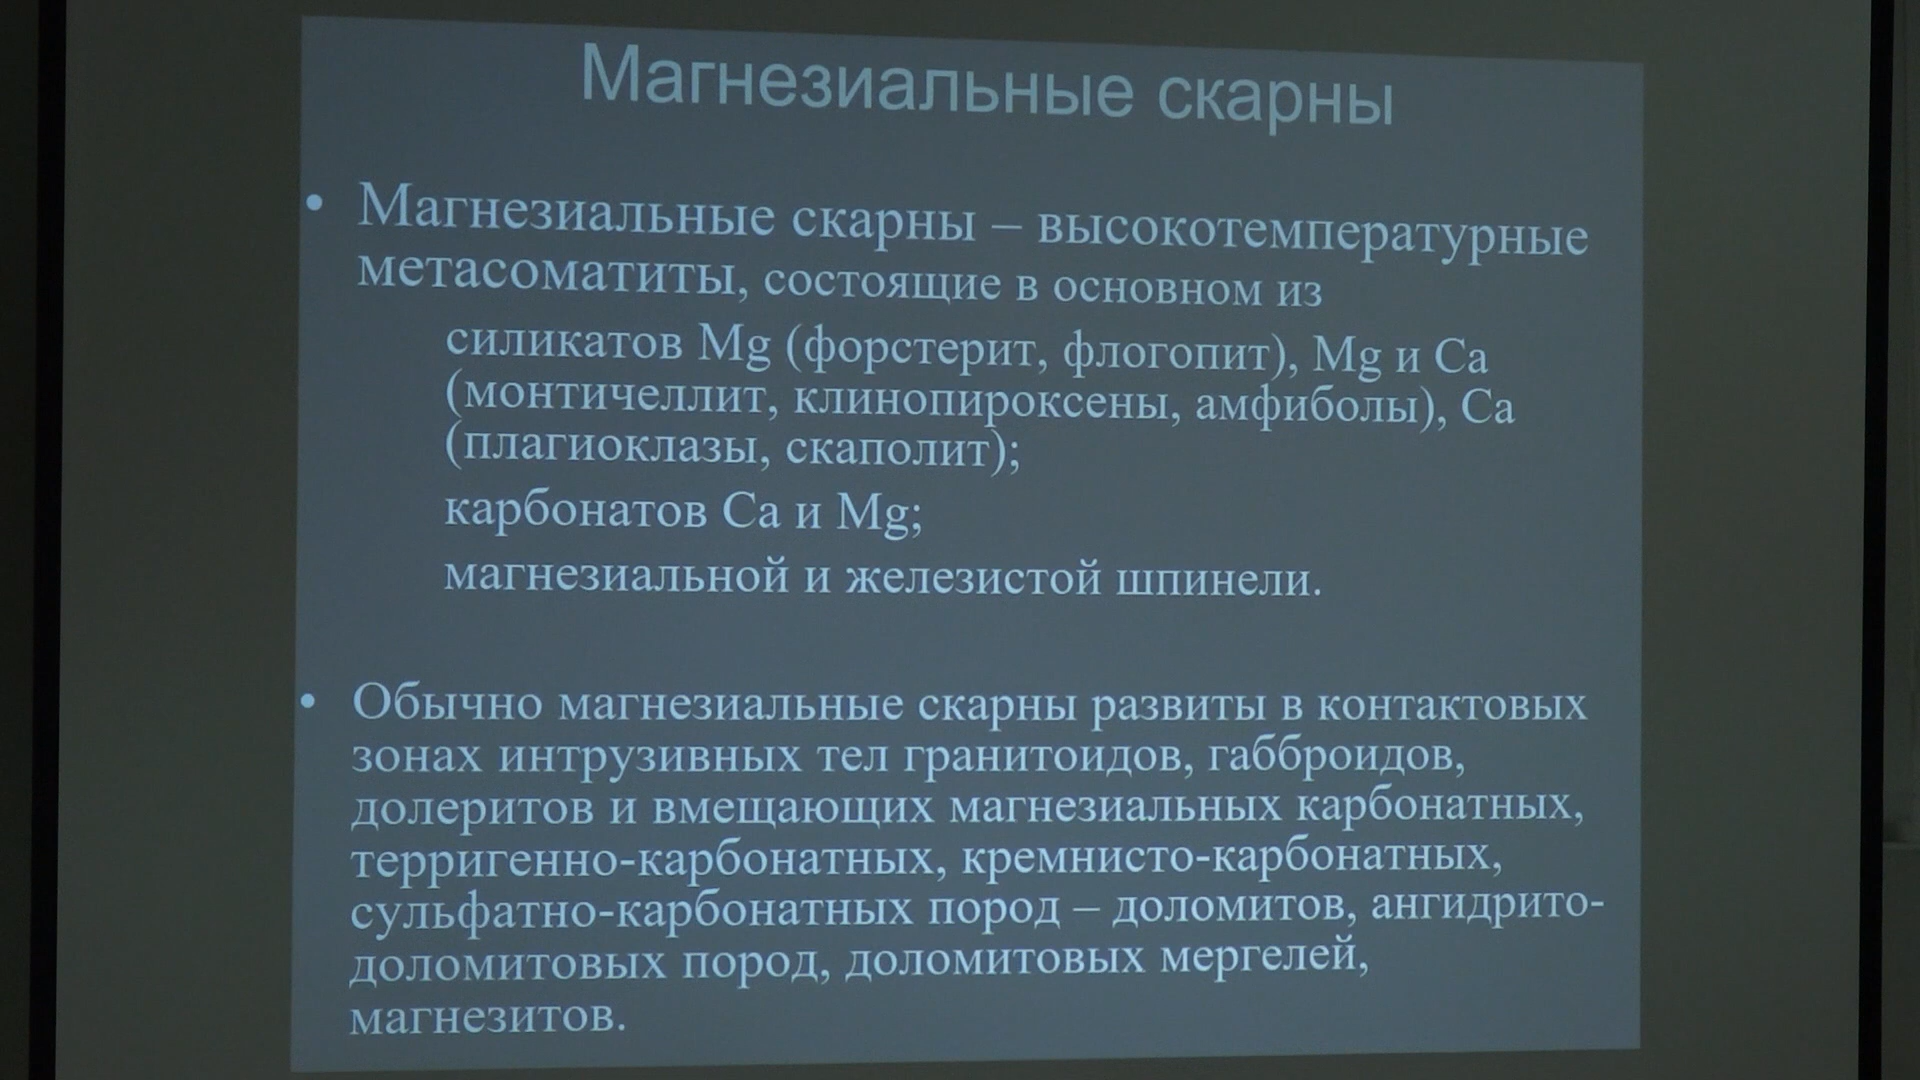 Магнезиальные скарны
• Магнезиальные скарны – высокотемпературные
метасоматиты, состоящие в основном из
силикатов Mg (форстерит, флогопит), Mg и Ca
(монтичеллит, клинопироксены, амфиболы), Ca
(плагиоклазы, скаполит);
карбонатов Ca и Mg;
магнезиальной и железистой шпинели.
• Обычно магнезиальные скарны развиты в контактовых
зонах интрузивных тел гранитоидов, габброидов,
долеритов и вмещающих магнезиальных карбонатных,
терригенно-карбонатных, кремнисто-карбонатных,
сульфатно-карбонатных пород – доломитов, ангидрито-
доломитовых пород, доломитовых мергелей,
магнезитов.